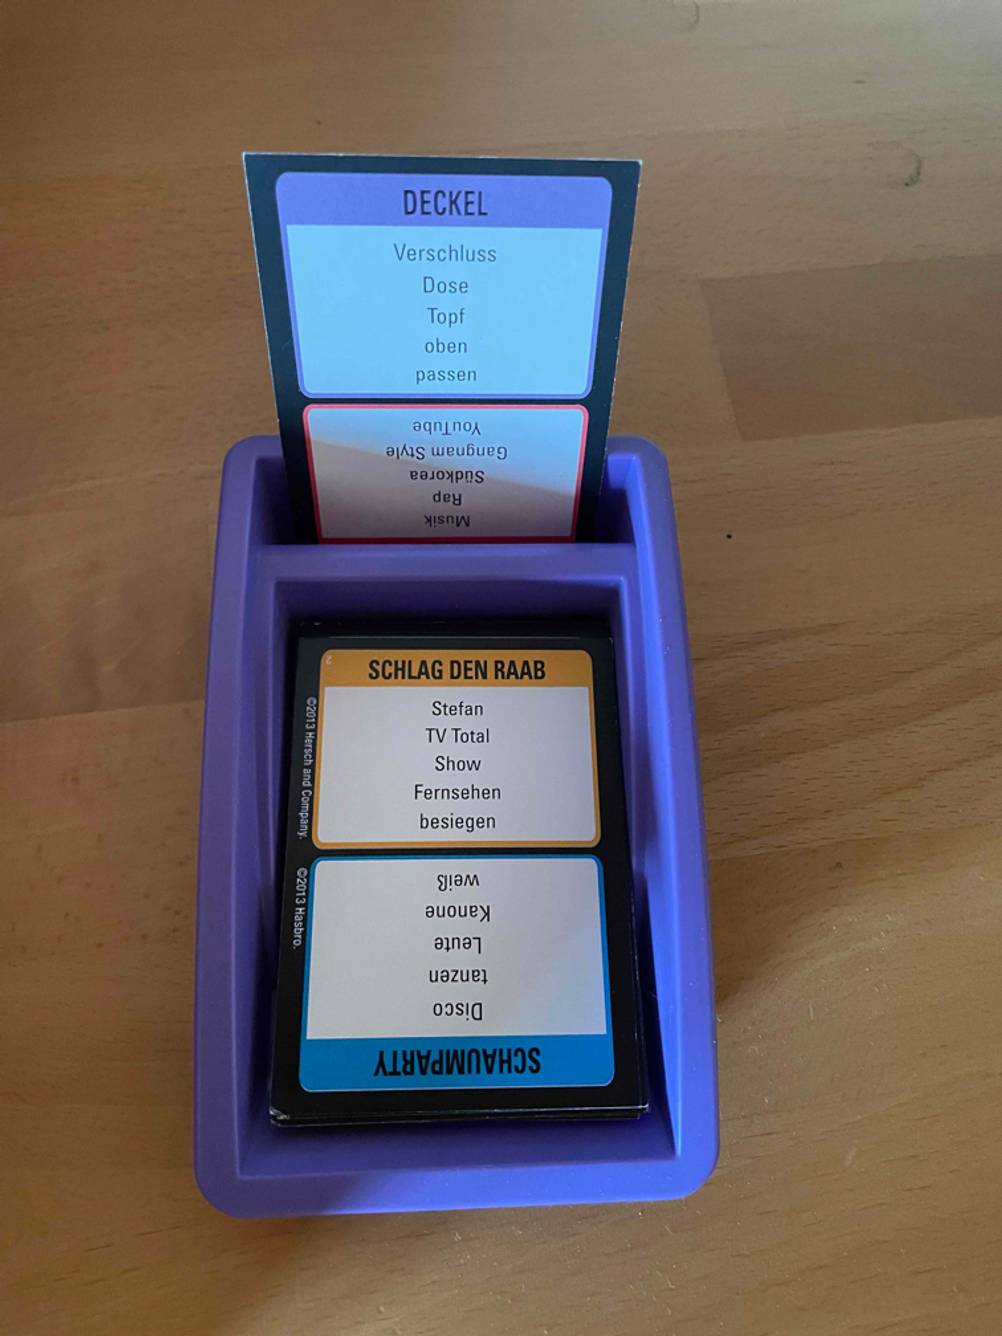 DECKEL
Verschluss
Dose
Topf
oben
passen
YouTube
Gangnam Style
Südkorea
Rap
Musik
2
SCHLAG DEN RAAB
Stefan
TV Total
Show
Fernsehen
besiegen
©2013 Hersch and Company. ©2013 Hasbro.
SCHAUMPARTY
Disco
tanzen
Leute
Kanone
weiß